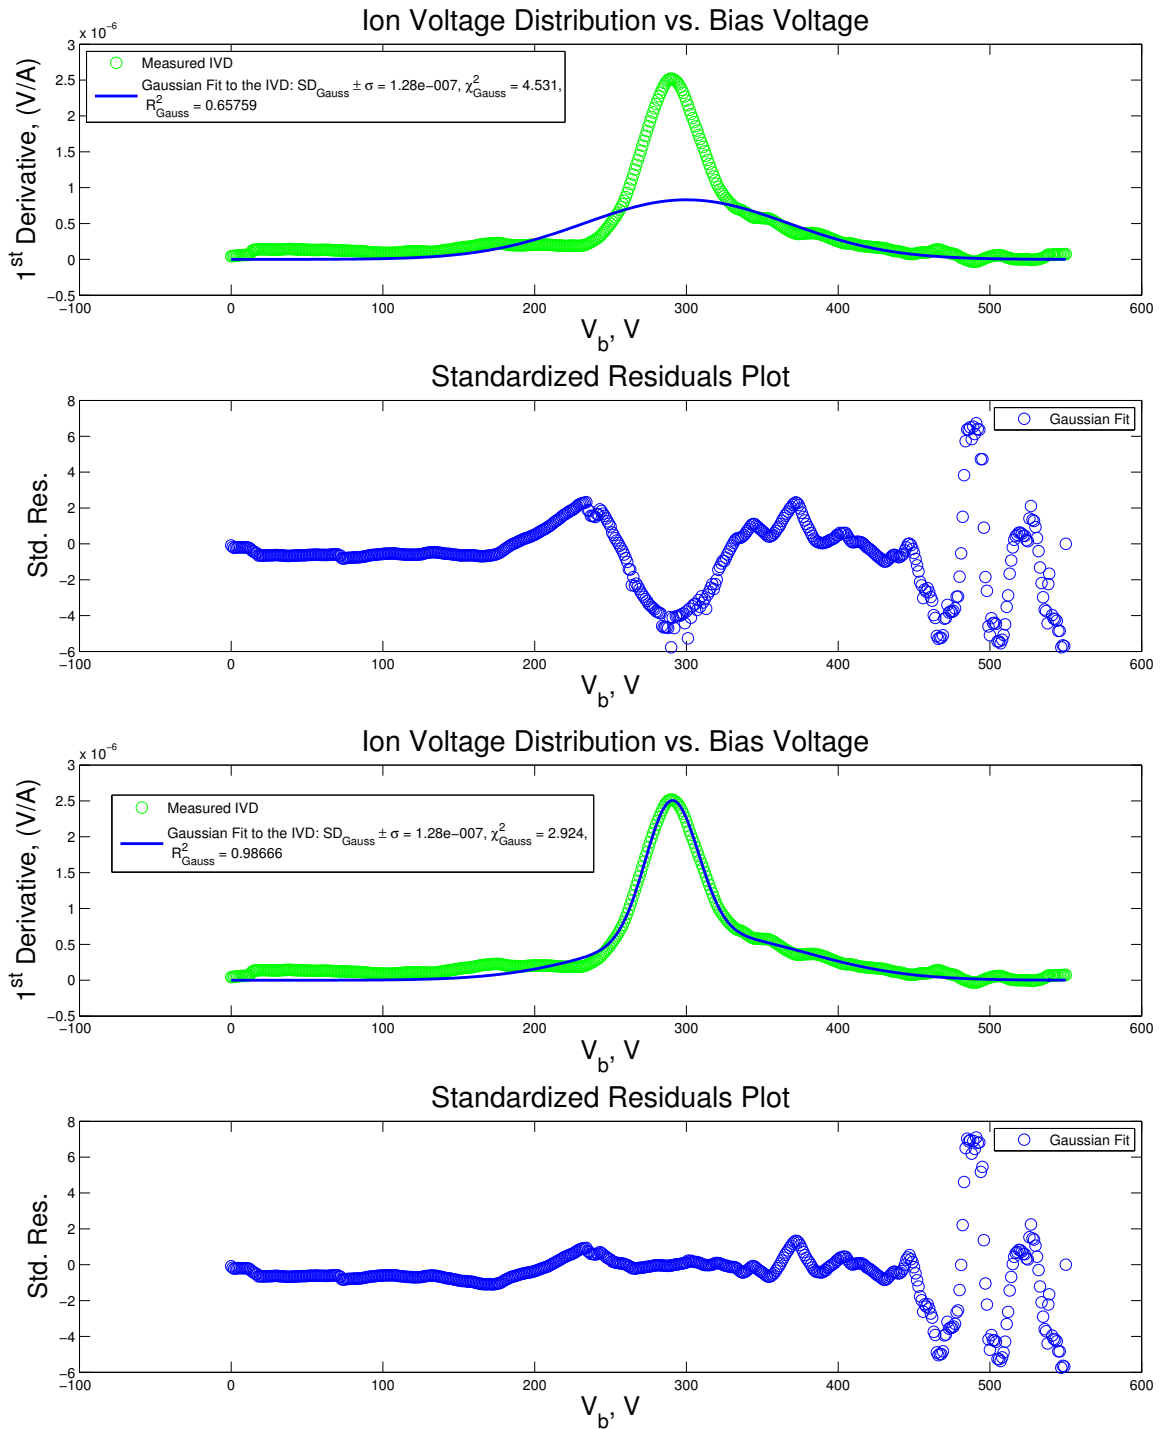 Ion Voltage Distribution vs. Bias Voltage
x 10⁻⁶
3
2.5
2
1.5
1
0.5
0
−0.5
1ˢᵗ Derivative, (V/A)
Measured IVD
Gaussian Fit to the IVD: SD_Gauss ± σ = 1.28e−007, χ²_Gauss = 4.531,
R²_Gauss = 0.65759
−100 0 100 200 300 400 500 600
V_b, V
Standardized Residuals Plot
8
6
4
2
0
−2
−4
−6
Std. Res.
Gaussian Fit
−100 0 100 200 300 400 500 600
V_b, V
Ion Voltage Distribution vs. Bias Voltage
x 10⁻⁶
3
2.5
2
1.5
1
0.5
0
−0.5
1ˢᵗ Derivative, (V/A)
Measured IVD
Gaussian Fit to the IVD: SD_Gauss ± σ = 1.28e−007, χ²_Gauss = 2.924,
R²_Gauss = 0.98666
−100 0 100 200 300 400 500 600
V_b, V
Standardized Residuals Plot
8
6
4
2
0
−2
−4
−6
Std. Res.
Gaussian Fit
−100 0 100 200 300 400 500 600
V_b, V